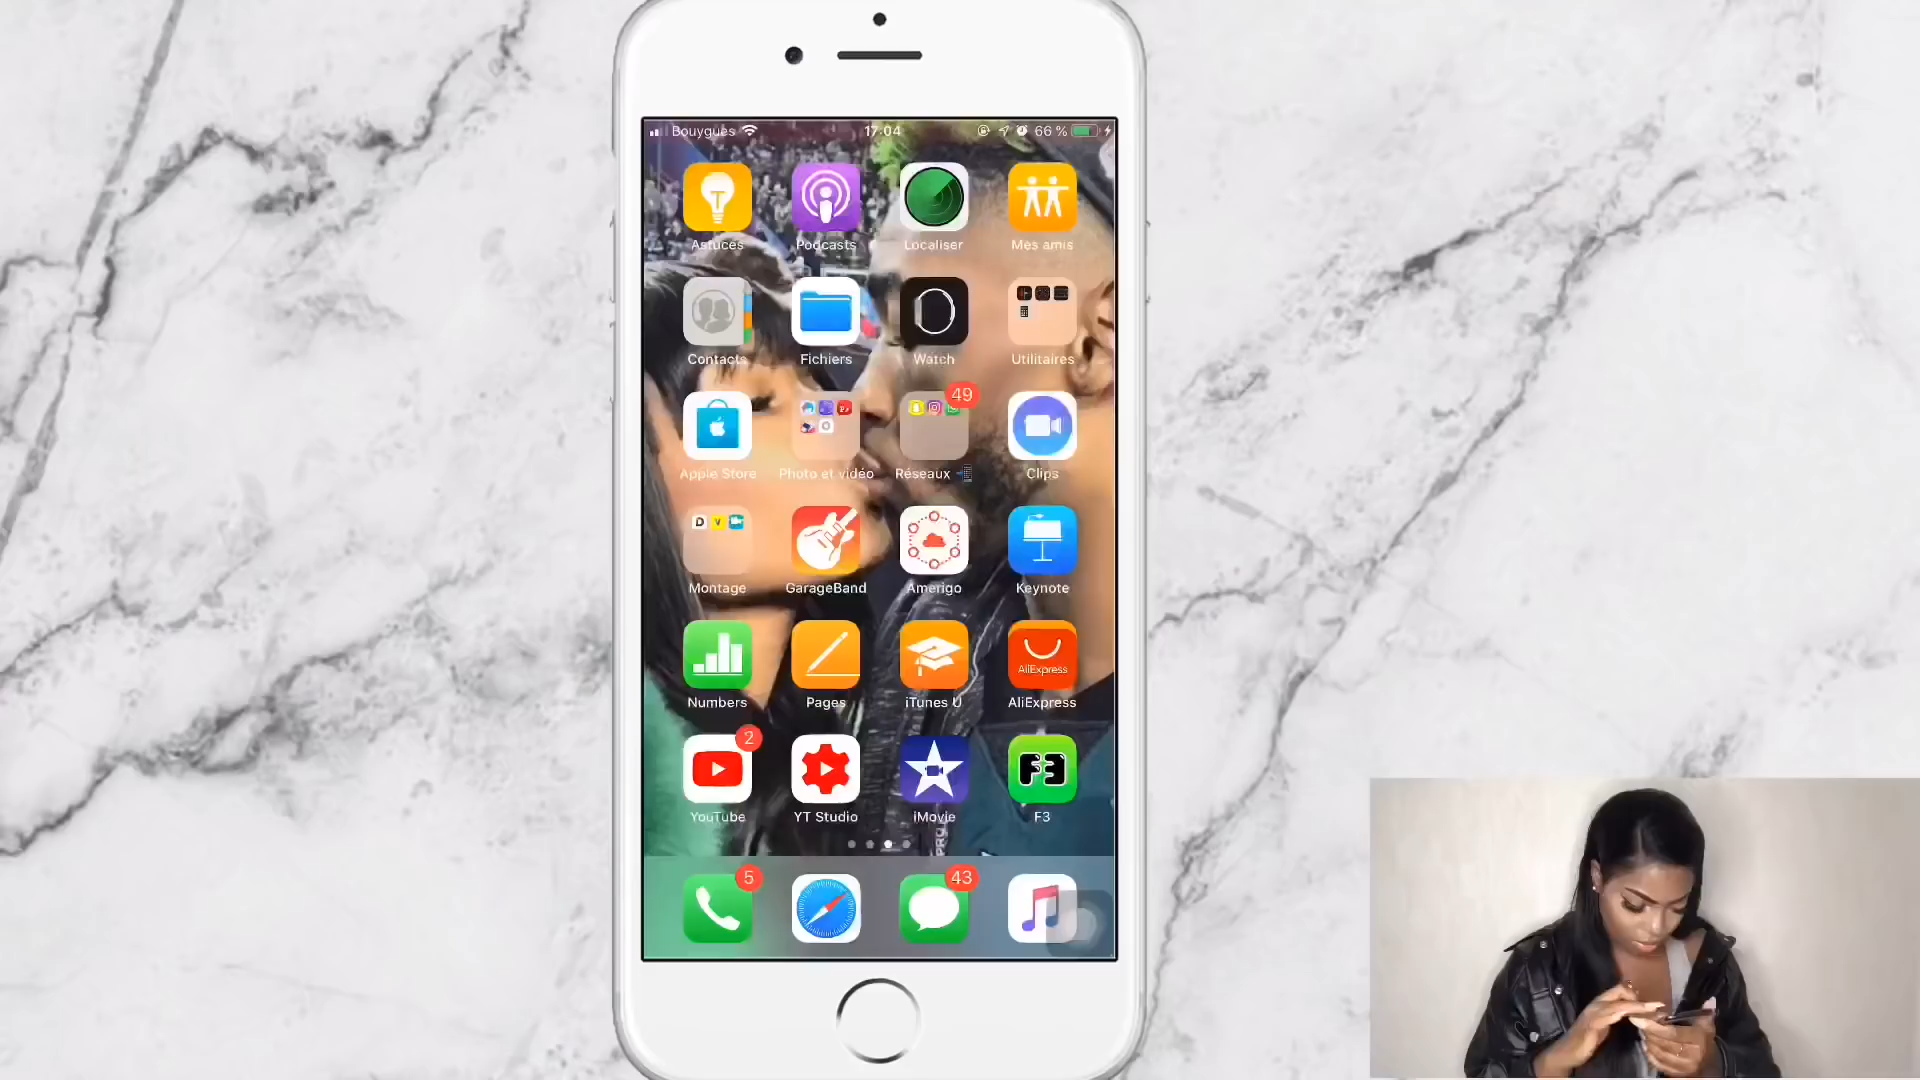 Bouygues 17:04 66 %
Astuces Podcasts Localiser Mes amis
Contacts Fichiers Watch Utilitaires
49
Apple Store Photo et vidéo Réseaux Clips
D V
Montage GarageBand Amerigo Keynote
AliExpress
Numbers Pages iTunes U AliExpress
2
F3
YouTube YT Studio iMovie F3
PRO
5 43